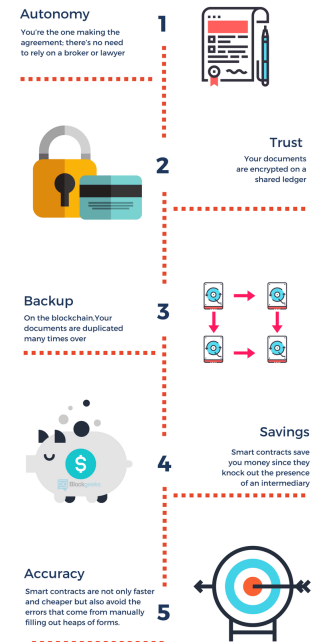 Autonomy
You're the one making the
agreement; there's no need
to rely on a broker or lawyer
1
Trust
2
Your documents
are encrypted on a
shared ledger
Backup
3
On the blockchain,Your
documents are duplicated
many times over
Savings
Smart contracts save
you money since they
knock out the presence
of an intermediary
4
$
Blockgeeks
Accuracy
Smart contracts are not only faster
and cheaper but also avoid the
errors that come from manually
filling out heaps of forms.
5